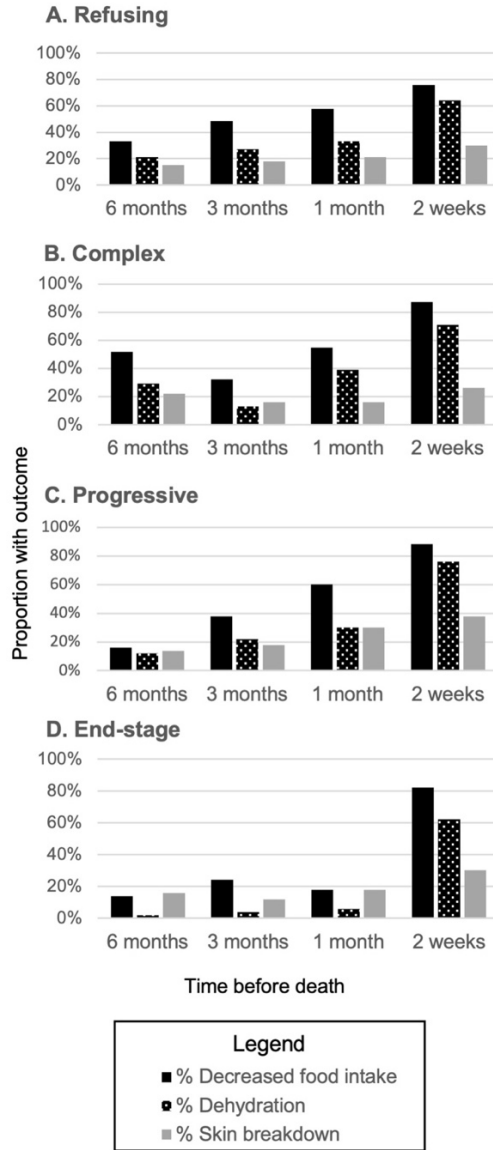 A. Refusing
100%
80%
60%
40%
20%
0%
6 months 3 months 1 month 2 weeks
B. Complex
100%
80%
60%
40%
20%
0%
6 months 3 months 1 month 2 weeks
Proportion with outcome
C. Progressive
100%
80%
60%
40%
20%
0%
6 months 3 months 1 month 2 weeks
D. End-stage
100%
80%
60%
40%
20%
0%
6 months 3 months 1 month 2 weeks
Time before death
Legend
% Decreased food intake
% Dehydration
% Skin breakdown